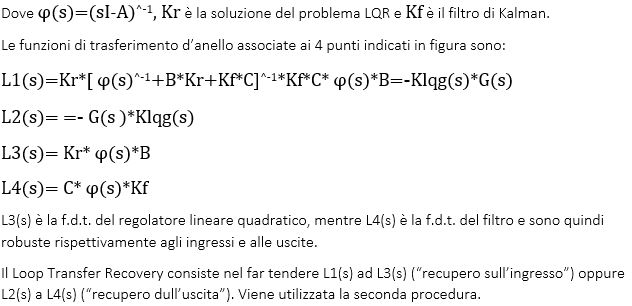 Dove φ(s)=(sI-A)^-1, Kr è la soluzione del problema LQR e Kf è il filtro di Kalman.
Le funzioni di trasferimento d'anello associate ai 4 punti indicati in figura sono:
L1(s)=Kr*[ φ(s)^-1+B*Kr+Kf*C]^-1*Kf*C* φ(s)*B=-Klqg(s)*G(s)
L2(s)= =- G(s )*Klqg(s)
L3(s)= Kr* φ(s)*B
L4(s)= C* φ(s)*Kf
L3(s) è la f.d.t. del regolatore lineare quadratico, mentre L4(s) è la f.d.t. del filtro e sono quindi
robuste rispettivamente agli ingressi e alle uscite.
Il Loop Transfer Recovery consiste nel far tendere L1(s) ad L3(s) ("recupero sull'ingresso") oppure
L2(s) a L4(s) ("recupero dull'uscita"). Viene utilizzata la seconda procedura.